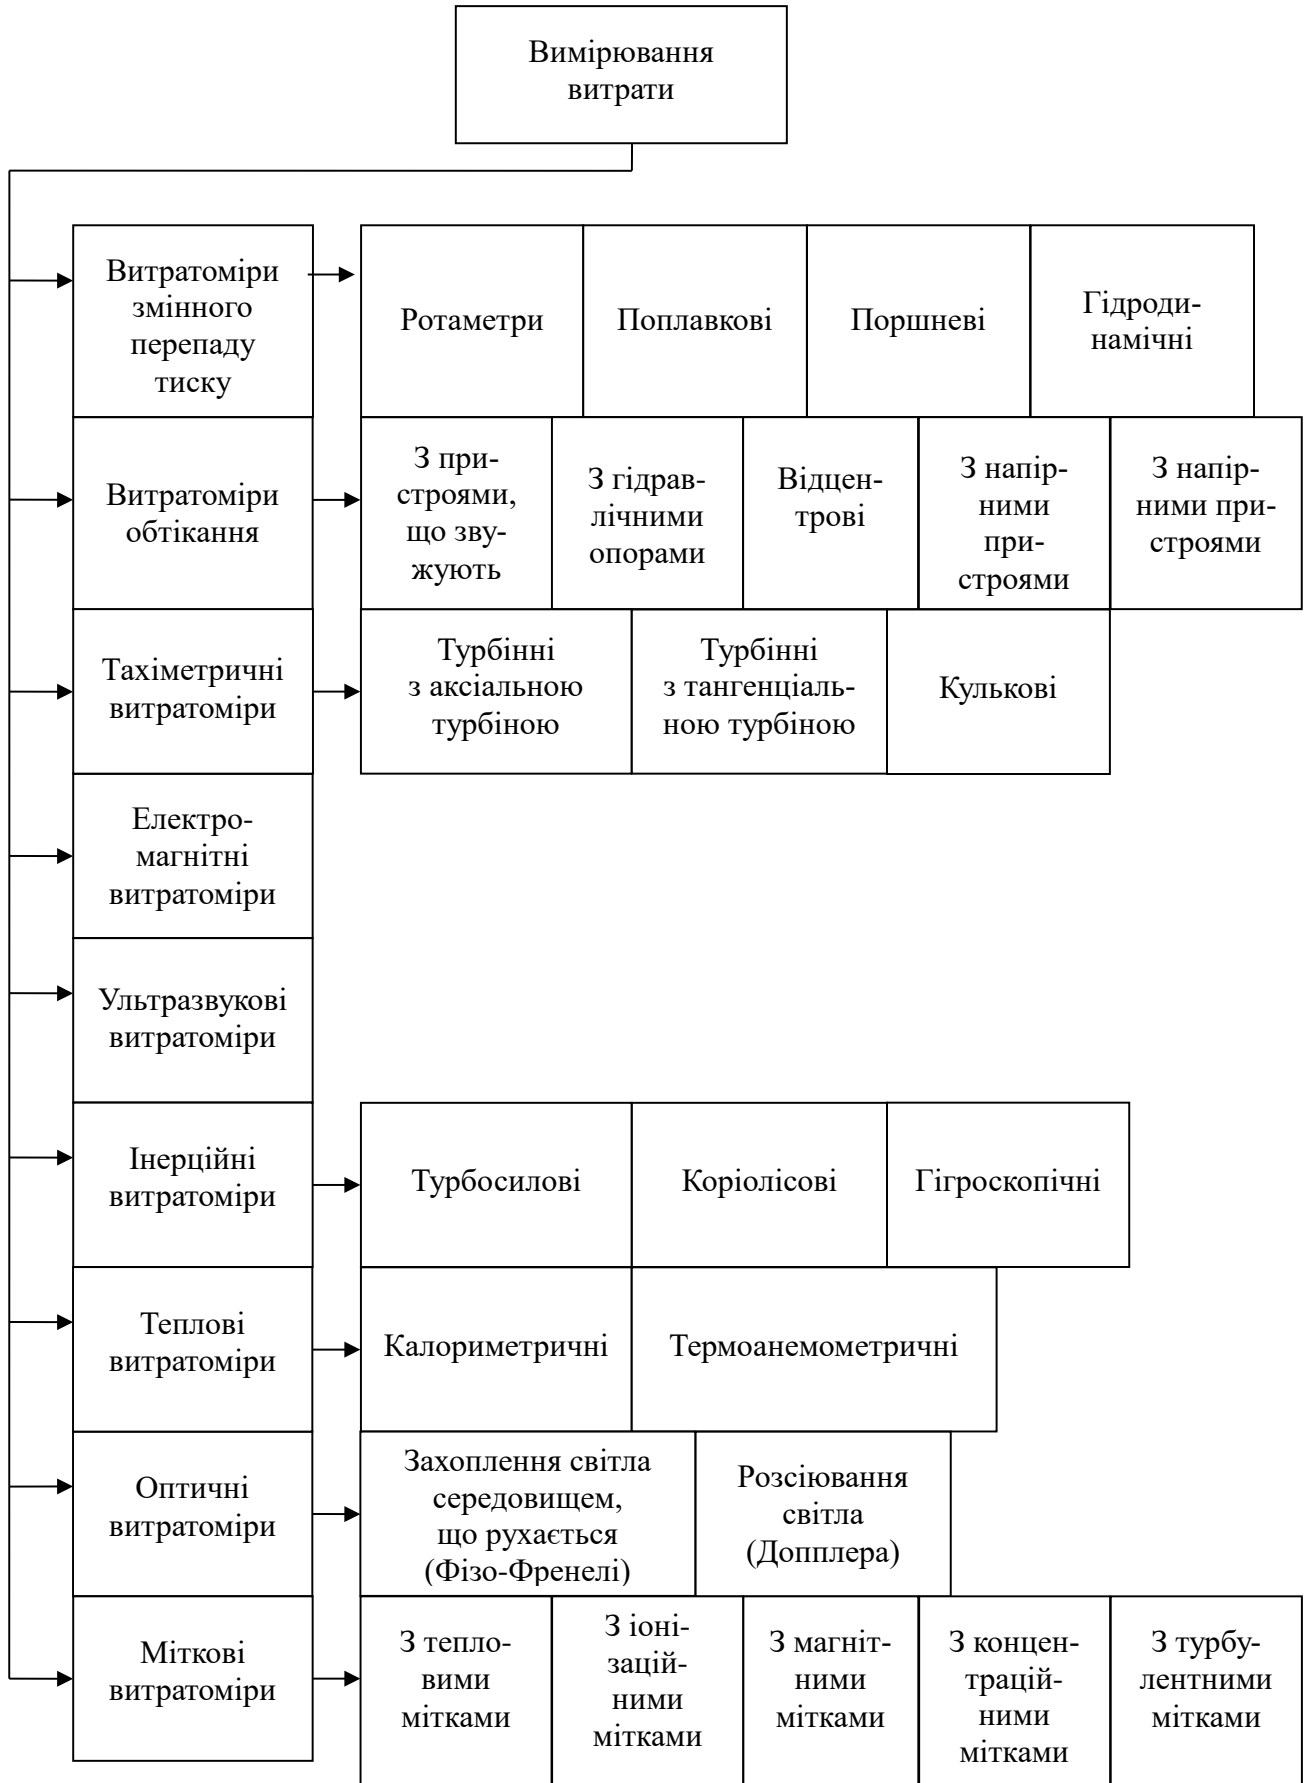 Вимірювання
витрати
Витратоміри
змінного
перепаду
тиску
Ротаметри
Поплавкові
Поршневі
Гідроди-
намічні
Витратоміри
обтікання
З при-
строями,
що зву-
жують
З гідрав-
лічними
опорами
Відцен-
трові
З напір-
ними
при-
строями
З напір-
ними при-
строями
Тахіметричні
витратоміри
Турбінні
з аксіальною
турбіною
Турбінні
з тангенціаль-
ною турбіною
Кулькові
Електро-
магнітні
витратоміри
Ультразвукові
витратоміри
Інерційні
витратоміри
Турбосилові
Коріолісові
Гігроскопічні
Теплові
витратоміри
Калориметричні
Термоанемометричні
Оптичні
витратоміри
Захоплення світла
середовищем,
що рухається
(Фізо-Френелі)
Розсіювання
світла
(Допплера)
Міткові
витратоміри
З тепло-
вими
мітками
З іоні-
зацій-
ними
мітками
З магніт-
ними
мітками
З концен-
трацій-
ними
мітками
З турбу-
лентними
мітками